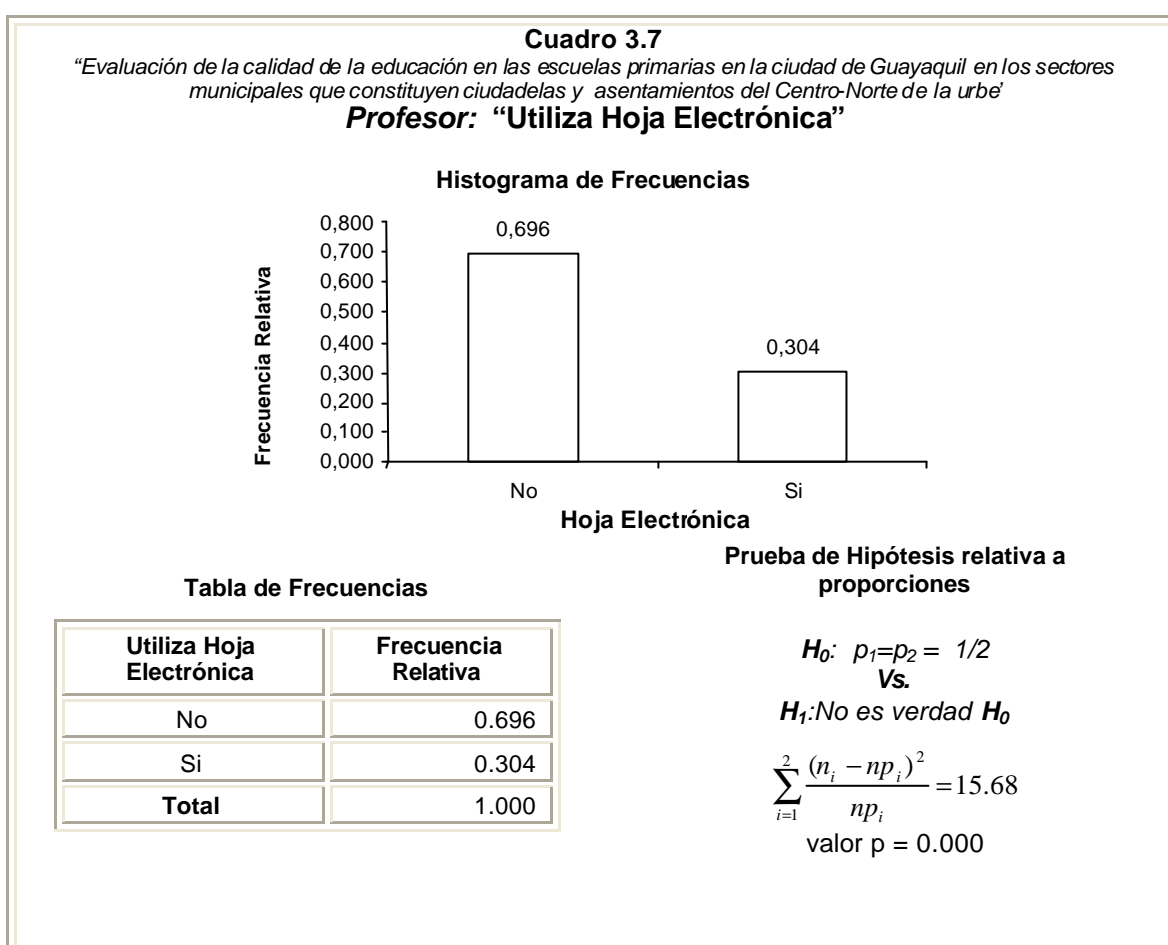 Cuadro 3.7
“Evaluación de la calidad de la educación en las escuelas primarias en la ciudad de Guayaquil en los sectores
municipales que constituyen ciudadelas y asentamientos del Centro-Norte de la urbe”
Profesor: “Utiliza Hoja Electrónica”
Histograma de Frecuencias
Frecuencia Relativa
0,800
0,700
0,600
0,500
0,400
0,300
0,200
0,100
0,000
0,696
0,304
No Si
Hoja Electrónica
Tabla de Frecuencias
Utiliza Hoja Electrónica Frecuencia Relativa
No 0.696
Si 0.304
Total 1.000
Prueba de Hipótesis relativa a
proporciones
H₀: p₁=p₂ = 1/2
Vs.
H₁:No es verdad H₀
∑_{i=1}^{2} (n_i − np_i)² / np_i = 15.68
valor p = 0.000